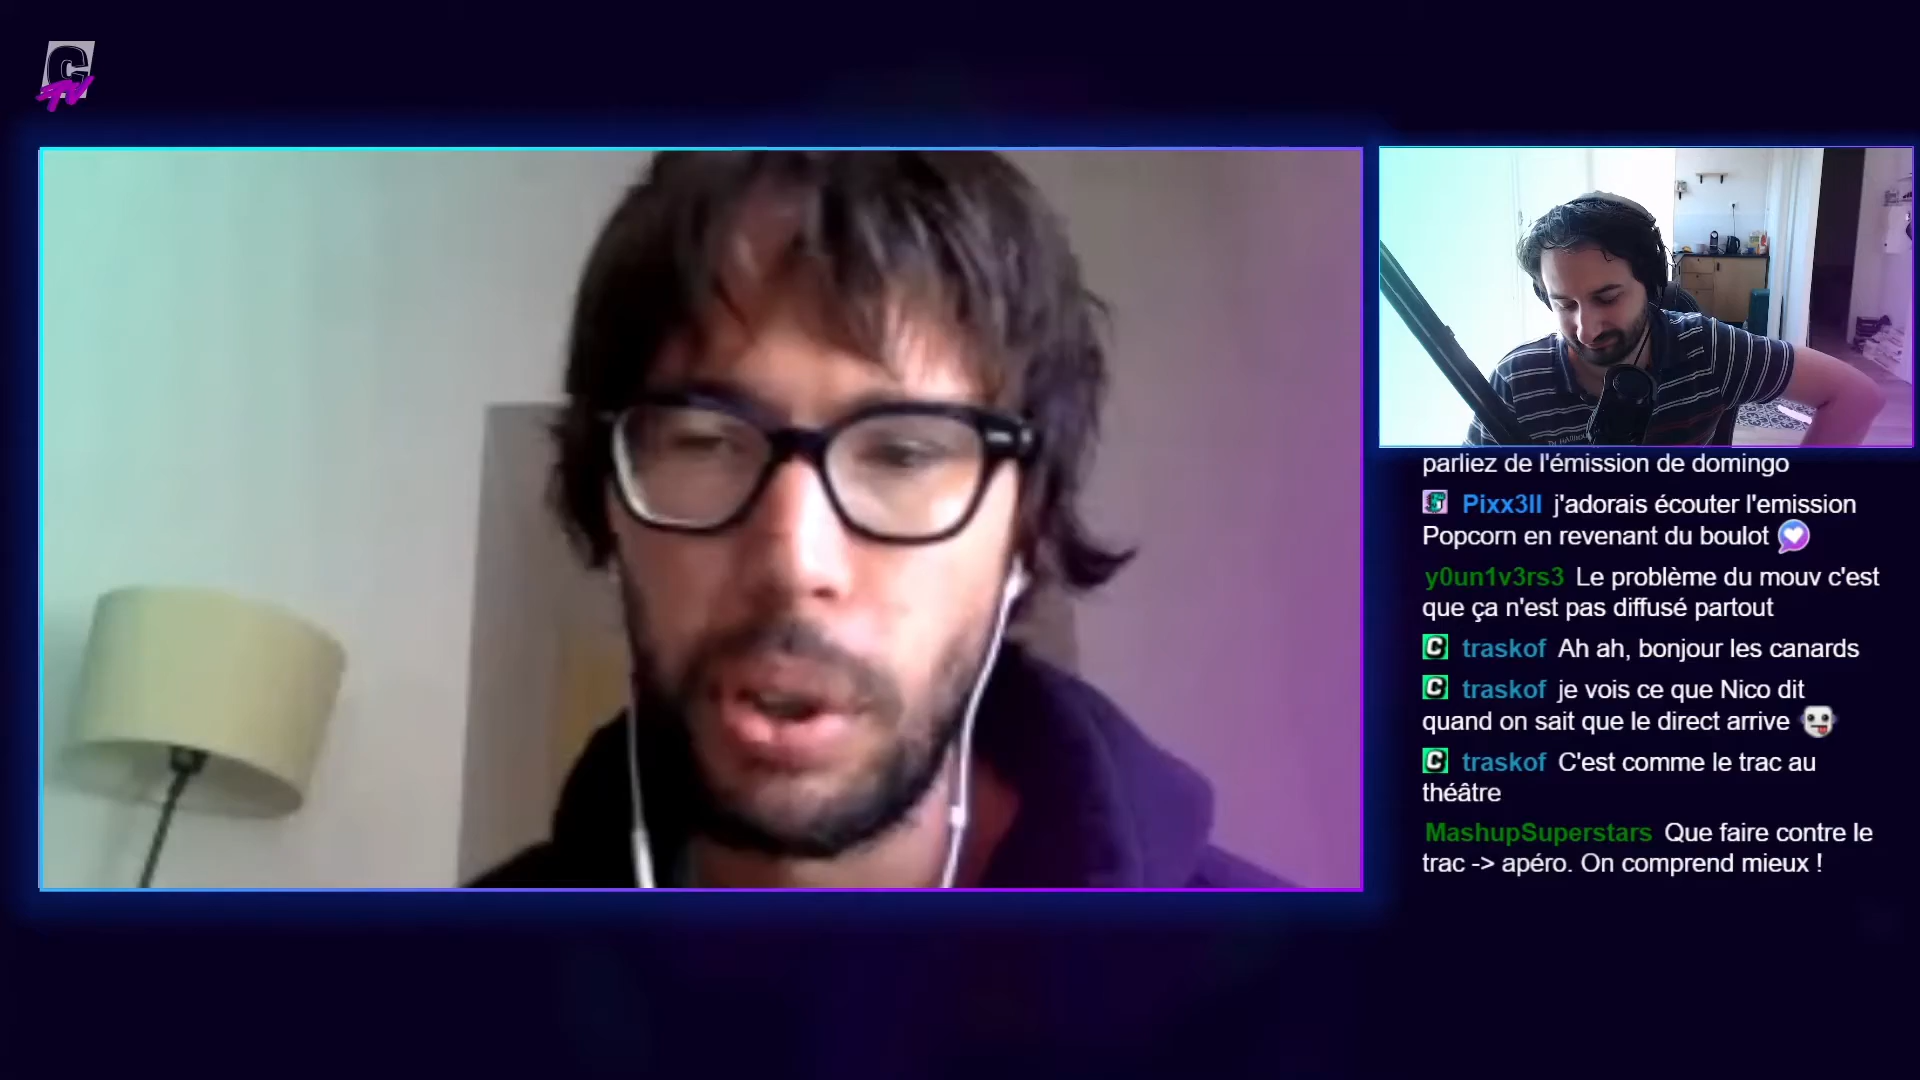 C
TV
parliez de l'émission de domingo
Pixx3ll j'adorais écouter l'emission
Popcorn en revenant du boulot
y0un1v3rs3 Le problème du mouv c'est
que ça n'est pas diffusé partout
C traskof Ah ah, bonjour les canards
C traskof je vois ce que Nico dit
quand on sait que le direct arrive
C traskof C'est comme le trac au
théâtre
MashupSuperstars Que faire contre le
trac -> apéro. On comprend mieux !